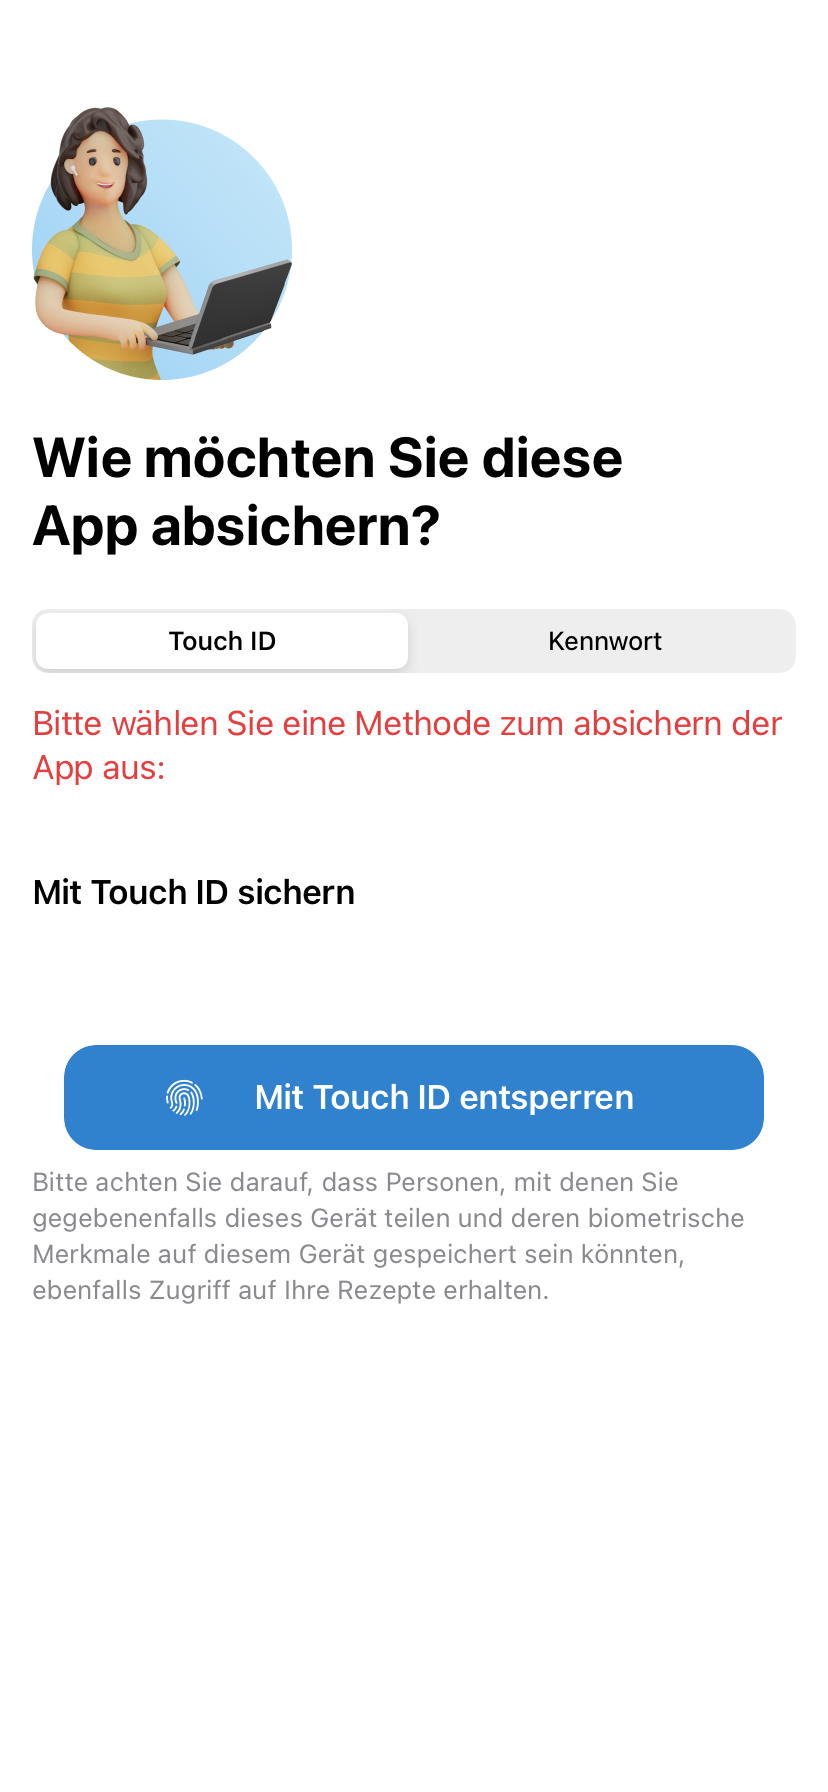 Wie möchten Sie diese
App absichern?
Touch ID
Kennwort
Bitte wählen Sie eine Methode zum absichern der
App aus:
Mit Touch ID sichern
Mit Touch ID entsperren
Bitte achten Sie darauf, dass Personen, mit denen Sie
gegebenenfalls dieses Gerät teilen und deren biometrische
Merkmale auf diesem Gerät gespeichert sein könnten,
ebenfalls Zugriff auf Ihre Rezepte erhalten.